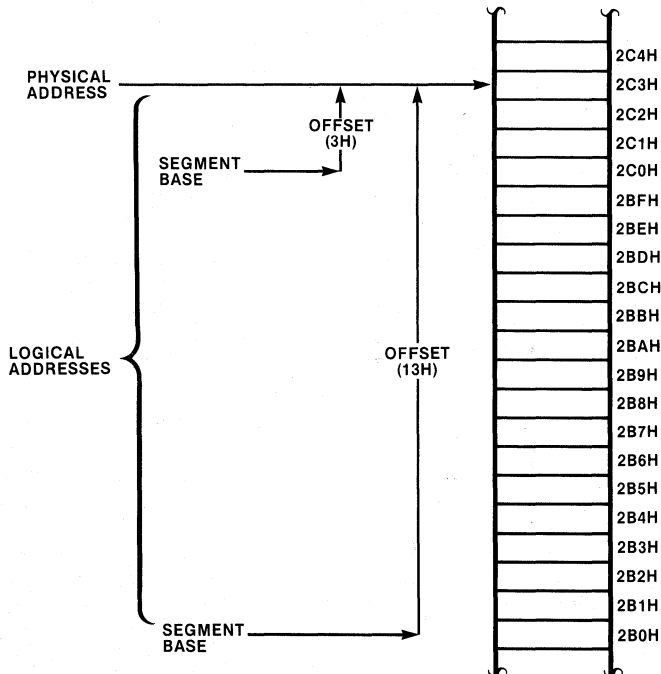 2C4H
PHYSICAL
ADDRESS
2C3H
2C2H
OFFSET
(3H)
2C1H
SEGMENT
BASE
2C0H
2BFH
2BEH
2BDH
2BCH
2BBH
LOGICAL
ADDRESSES
OFFSET
(13H)
2BAH
2B9H
2B8H
2B7H
2B6H
2B5H
2B4H
2B3H
2B2H
2B1H
SEGMENT
BASE
2B0H